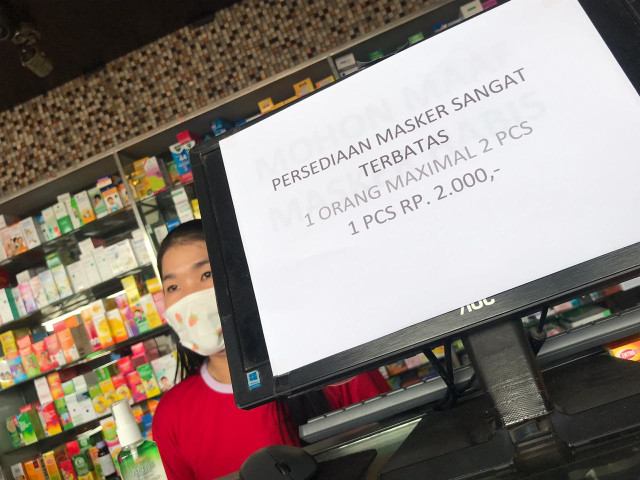 PERSEDIAAN MASKER SANGAT
TERBATAS
1 ORANG MAXIMAL 2 PCS
1 PCS RP. 2.000,-
AOC